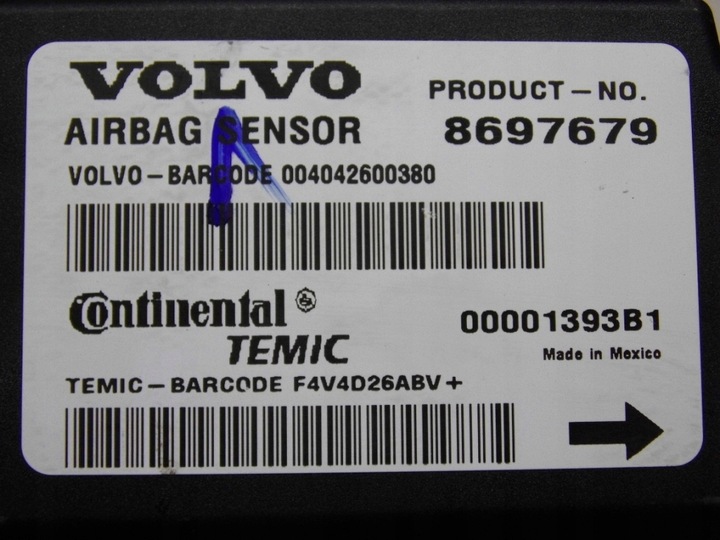 VOLVO
PRODUCT – NO.
AIRBAG SENSOR
8697679
VOLVO – BARCODE 004042600380
Continental
TEMIC
00001393B1
Made in Mexico
TEMIC – BARCODE F4V4D26ABV+